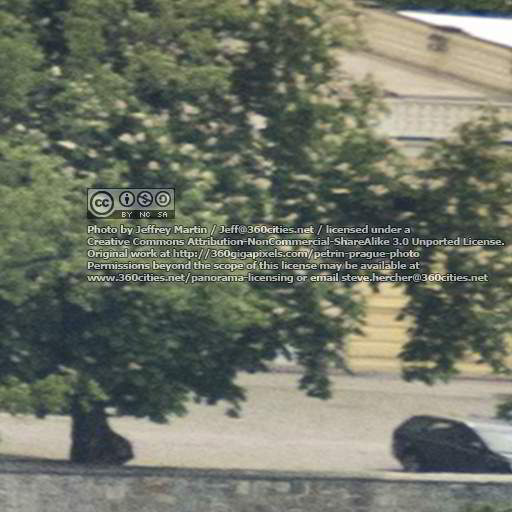 cc BY NC SA
Photo by Jeffrey Martin / Jeff@360cities.net / licensed under a
Creative Commons Attribution-NonCommercial-ShareAlike 3.0 Unported License.
Original work at http://360gigapixels.com/petrin-prague-photo
Permissions beyond the scope of this license may be available at
www.360cities.net/panorama-licensing or email steve.hercher@360cities.net